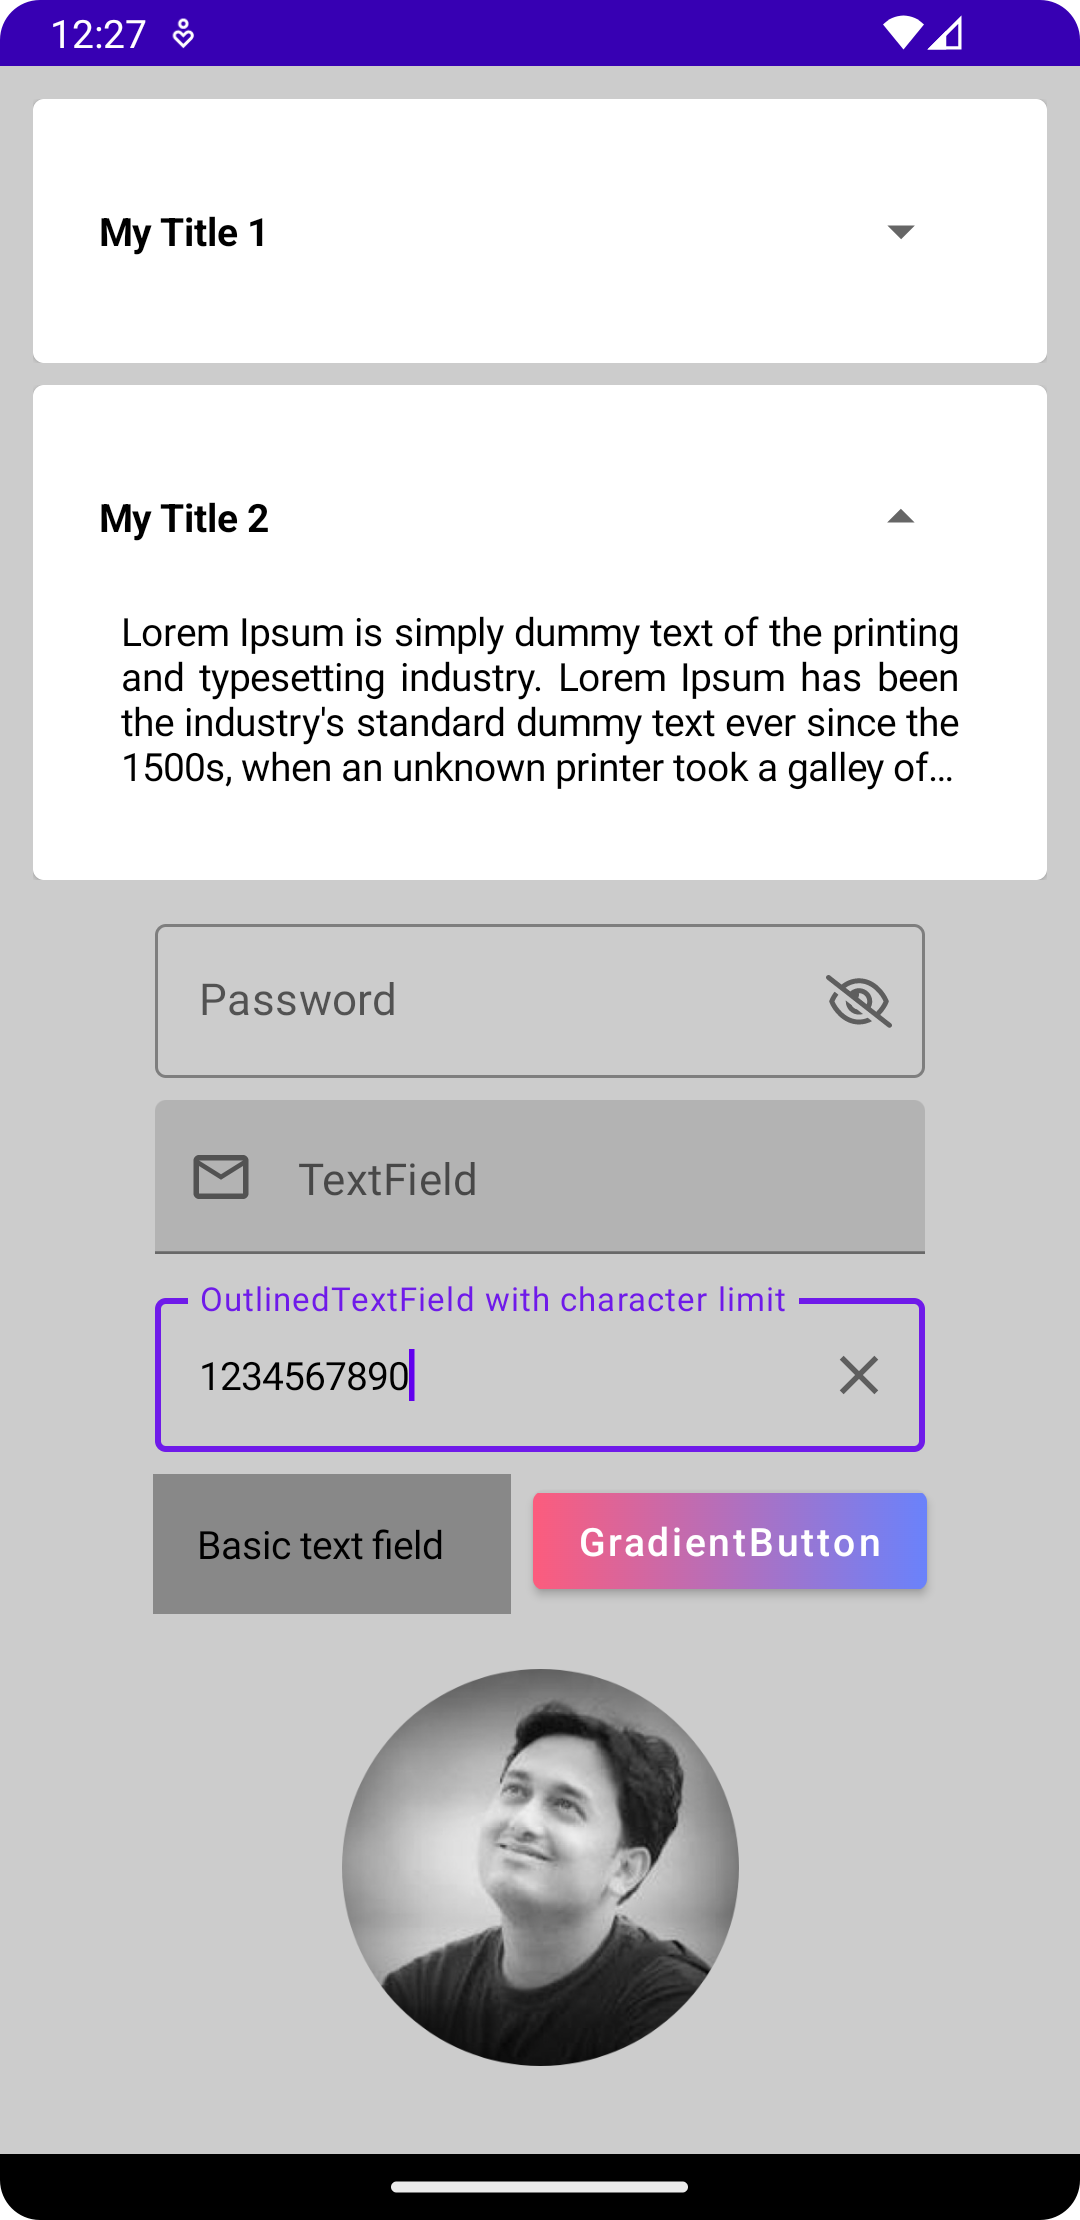 12:27
My Title 1
My Title 2
Lorem Ipsum is simply dummy text of the printing
and typesetting industry. Lorem Ipsum has been
the industry's standard dummy text ever since the
1500s, when an unknown printer took a galley of...
Password
TextField
OutlinedTextField with character limit
1234567890
Basic text field
GradientButton